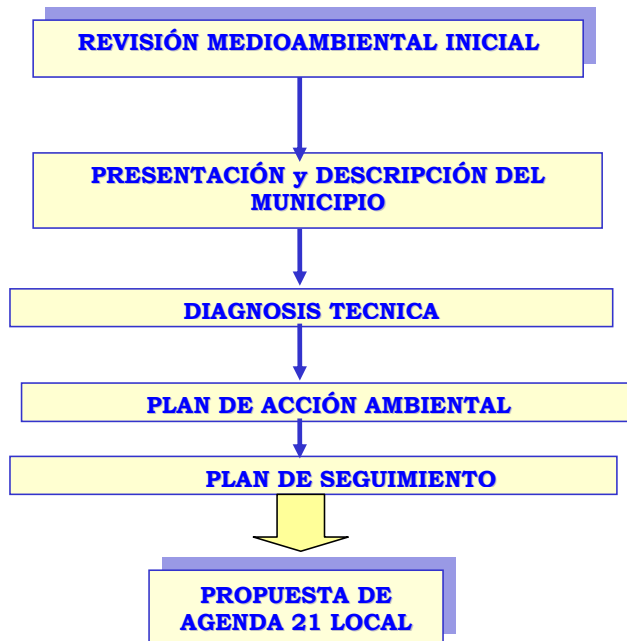 REVISIÓN MEDIOAMBIENTAL INICIAL
PRESENTACIÓN y DESCRIPCIÓN DEL
MUNICIPIO
DIAGNOSIS TECNICA
PLAN DE ACCIÓN AMBIENTAL
PLAN DE SEGUIMIENTO
PROPUESTA DE
AGENDA 21 LOCAL